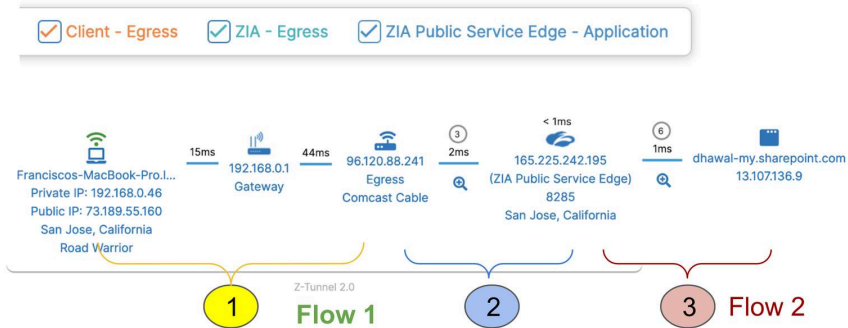 Client - Egress
ZIA - Egress
ZIA Public Service Edge - Application
Franciscos-MacBook-Pro.l...
Private IP: 192.168.0.46
Public IP: 73.189.55.160
San Jose, California
Road Warrior
15ms
192.168.0.1
Gateway
44ms
96.120.88.241
Egress
Comcast Cable
3
2ms
< 1ms
165.225.242.195
(ZIA Public Service Edge)
8285
San Jose, California
6
1ms
dhawal-my.sharepoint.com
13.107.136.9
Z-Tunnel 2.0
1
Flow 1
2
3
Flow 2